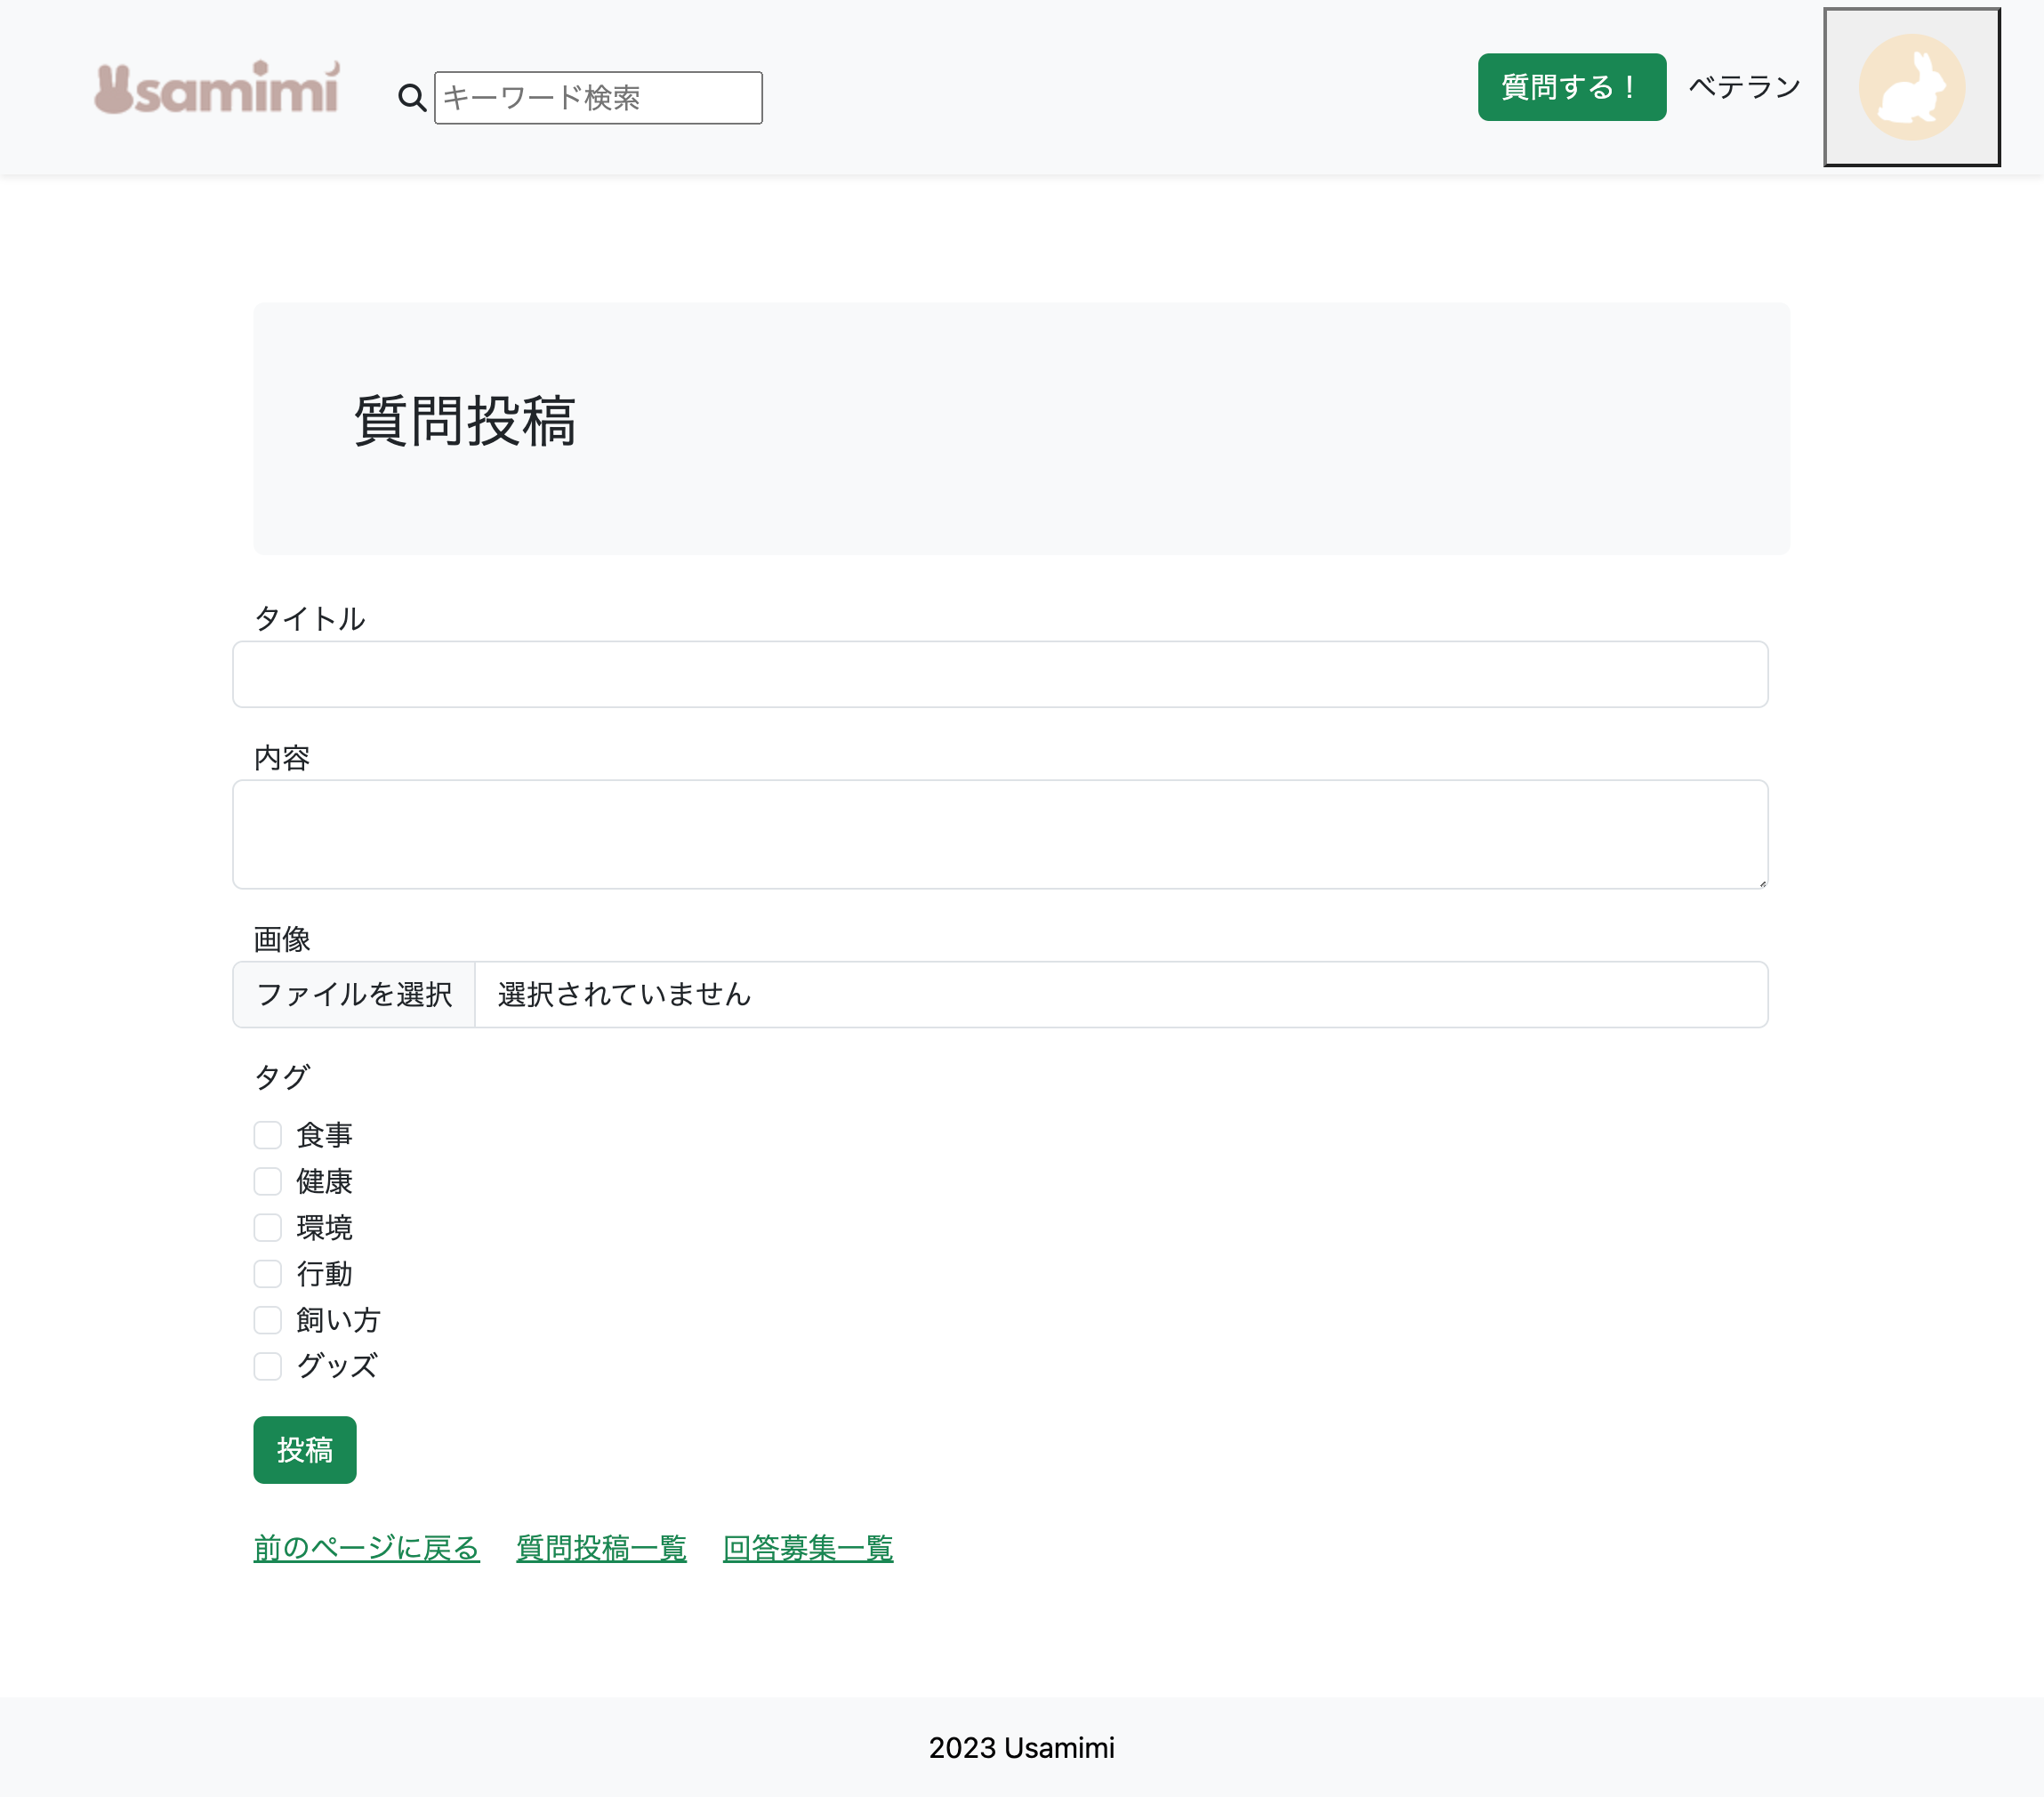 Usamimi
キーワード検索
質問する！
ベテラン
質問投稿
タイトル
内容
画像
ファイルを選択 選択されていません
タグ
食事
健康
環境
行動
飼い方
グッズ
投稿
前のページに戻る 質問投稿一覧 回答募集一覧
2023 Usamimi